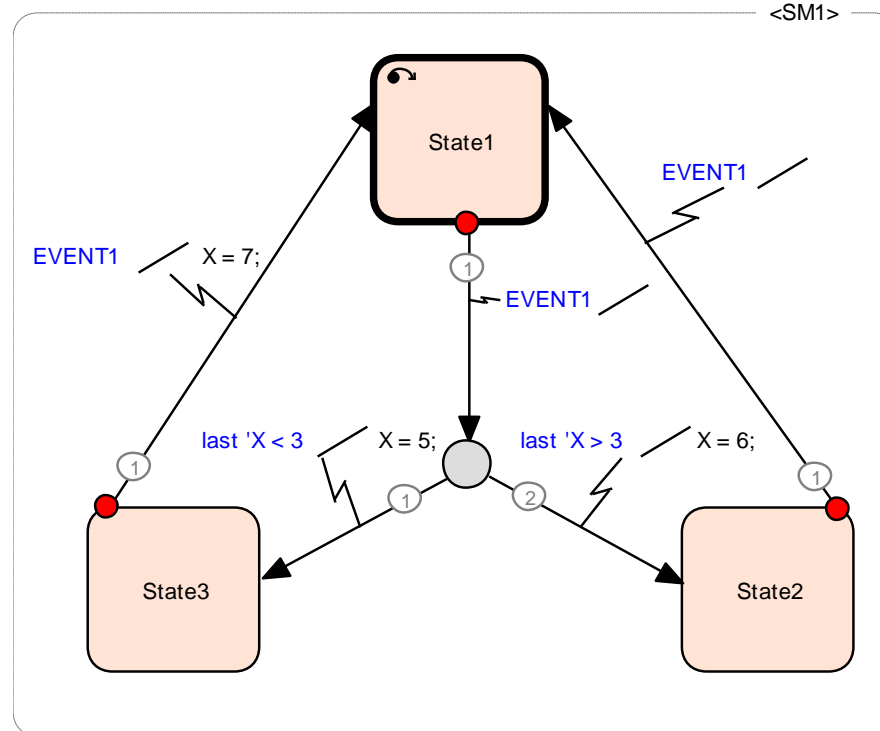 <SM1>
State1
EVENT1
EVENT1 X = 7;
1
EVENT1
last 'X < 3 X = 5;
last 'X > 3 X = 6;
1
1
1
2
State3
State2